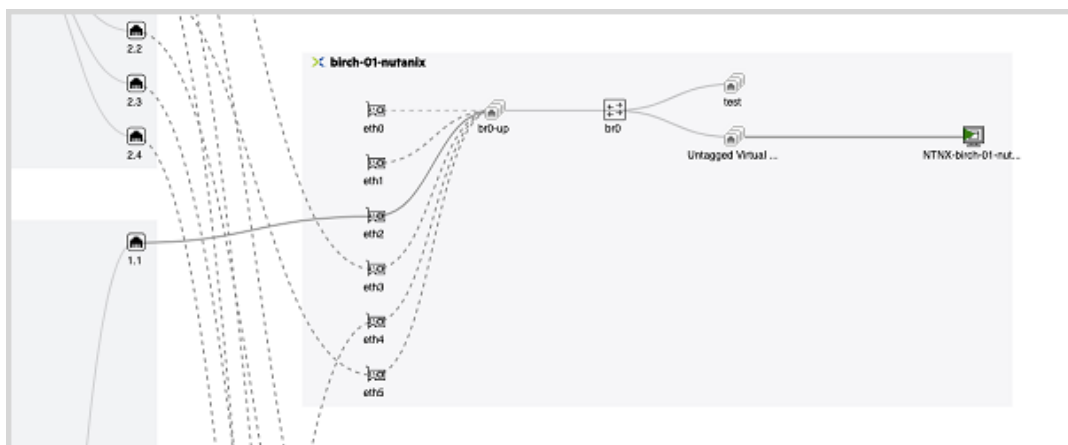 2.2
2.3
2.4
1.1
birch-01-nutanix
eth0
eth1
eth2
eth3
eth4
eth5
br0-up
br0
test
Untagged Virtual ...
NTNX-birch-01-nut...